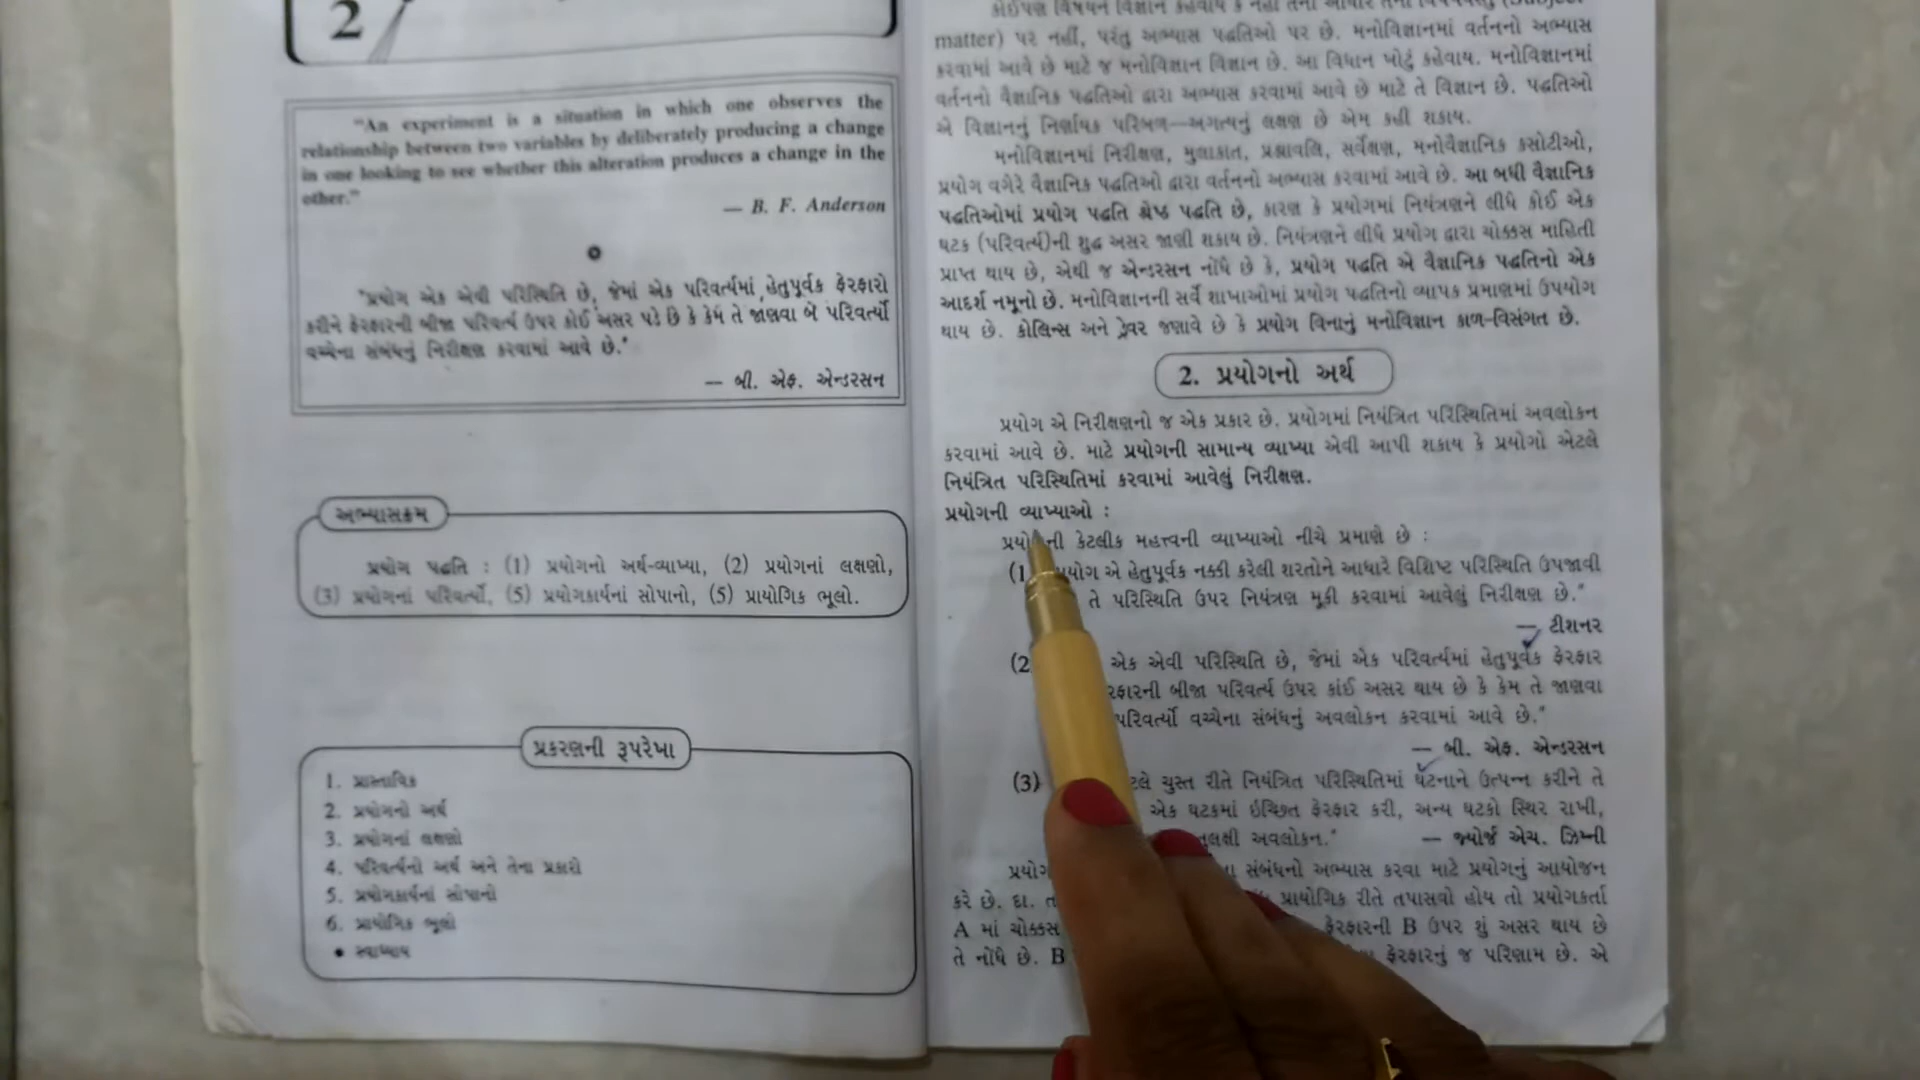 2
"An experiment is a situation in which one observes the
relationship between two variables by deliberately producing a change
in one looking to see whether this alteration produces a change in the
other."
— B. F. Anderson
"પ્રયોગ એક એવી પરિસ્થિતિ છે, જેમાં એક પરિવર્ત્યમાં હેતુપૂર્વક ફેરફારો
કરીને ફેરફારની બીજા પરિવર્ત્ય ઉપર કોઈ અસર પડે છે કે કેમ તે જાણવા બે પરિવર્ત્યો
વચ્ચેના સંબંધનું નિરીક્ષણ કરવામાં આવે છે."
— બી. એફ. એન્ડરસન
અભ્યાસક્રમ
પ્રયોગ પદ્ધતિ : (1) પ્રયોગનો અર્થ-વ્યાખ્યા, (2) પ્રયોગનાં લક્ષણો,
(3) પ્રયોગનાં પરિવર્ત્યો, (5) પ્રયોગકાર્યનાં સોપાનો, (5) પ્રાયોગિક ભૂલો.
પ્રકરણની રૂપરેખા
1. પ્રાસ્તાવિક
2. પ્રયોગનો અર્થ
3. પ્રયોગનાં લક્ષણો
4. પરિવર્ત્યનો અર્થ અને તેના પ્રકારો
5. પ્રયોગકાર્યનાં સોપાનો
6. પ્રાયોગિક ભૂલો
• સ્વાધ્યાય
કોઈપણ વિષયને વિજ્ઞાન કહેવાય કે નહીં તેનો આધાર તેના વિષયવસ્તુ (Subject
matter) પર નહીં, પરંતુ અભ્યાસ પદ્ધતિઓ પર છે. મનોવિજ્ઞાનમાં વર્તનનો અભ્યાસ
કરવામાં આવે છે માટે જ મનોવિજ્ઞાન વિજ્ઞાન છે. આ વિધાન ખોટું કહેવાય. મનોવિજ્ઞાનમાં
વર્તનનો વૈજ્ઞાનિક પદ્ધતિઓ દ્વારા અભ્યાસ કરવામાં આવે છે માટે તે વિજ્ઞાન છે. પદ્ધતિઓ
એ વિજ્ઞાનનું નિર્ણાયક પરિબળ—અગત્યનું લક્ષણ છે એમ કહી શકાય.
મનોવિજ્ઞાનમાં નિરીક્ષણ, મુલાકાત, પ્રશ્નાવલિ, સર્વેક્ષણ, મનોવૈજ્ઞાનિક કસોટીઓ,
પ્રયોગ વગેરે વૈજ્ઞાનિક પદ્ધતિઓ દ્વારા વર્તનનો અભ્યાસ કરવામાં આવે છે. આ બધી વૈજ્ઞાનિક
પદ્ધતિઓમાં પ્રયોગ પદ્ધતિ શ્રેષ્ઠ પદ્ધતિ છે, કારણ કે પ્રયોગમાં નિયંત્રણને લીધે કોઈ એક
ઘટક (પરિવર્ત્ય)ની શુદ્ધ અસર જાણી શકાય છે. નિયંત્રણને લીધે પ્રયોગ દ્વારા ચોક્કસ માહિતી
પ્રાપ્ત થાય છે, એથી જ એન્ડરસન નોંધે છે કે, પ્રયોગ પદ્ધતિ એ વૈજ્ઞાનિક પદ્ધતિનો એક
આદર્શ નમૂનો છે. મનોવિજ્ઞાનની સર્વે શાખાઓમાં પ્રયોગ પદ્ધતિનો વ્યાપક પ્રમાણમાં ઉપયોગ
થાય છે. કોલિન્સ અને ડ્રેવર જણાવે છે કે પ્રયોગ વિનાનું મનોવિજ્ઞાન કાળ-વિસંગત છે.
2. પ્રયોગનો અર્થ
પ્રયોગ એ નિરીક્ષણનો જ એક પ્રકાર છે. પ્રયોગમાં નિયંત્રિત પરિસ્થિતિમાં અવલોકન
કરવામાં આવે છે. માટે પ્રયોગની સામાન્ય વ્યાખ્યા એવી આપી શકાય કે પ્રયોગો એટલે
નિયંત્રિત પરિસ્થિતિમાં કરવામાં આવેલું નિરીક્ષણ.
પ્રયોગની વ્યાખ્યાઓ :
કેટલીક મહત્ત્વની વ્યાખ્યાઓ નીચે પ્રમાણે છે :
(1 એ હેતુપૂર્વક નક્કી કરેલી શરતોને આધારે વિશિષ્ટ પરિસ્થિતિ ઉપજાવી
તે પરિસ્થિતિ ઉપર નિયંત્રણ મૂકી કરવામાં આવેલું નિરીક્ષણ છે."
— ટીશનર
(2 એક એવી પરિસ્થિતિ છે, જેમાં એક પરિવર્ત્યમાં હેતુપૂર્વક ફેરફાર
બીજા પરિવર્ત્ય ઉપર કાંઈ અસર થાય છે કે કેમ તે જાણવા
પરિવર્ત્યો વચ્ચેના સંબંધનું અવલોકન કરવામાં આવે છે."
— બી. એફ. એન્ડરસન
(3) ચુસ્ત રીતે નિયંત્રિત પરિસ્થિતિમાં ઘટનાને ઉત્પન્ન કરીને તે
એક ઘટકમાં ઇચ્છિત ફેરફાર કરી, અન્ય ઘટકો સ્થિર રાખી,
અવલોકન." — જ્યોર્જ એચ. ઝિમ્ની
સંબંધનો અભ્યાસ કરવા માટે પ્રયોગનું આયોજન
કરે છે. દા. પ્રાયોગિક રીતે તપાસવો હોય તો પ્રયોગકર્તા
A માં ચોક્કસ ફેરફારની B ઉપર શું અસર થાય છે
તે નોંધે છે. B ફેરફારનું જ પરિણામ છે. એ